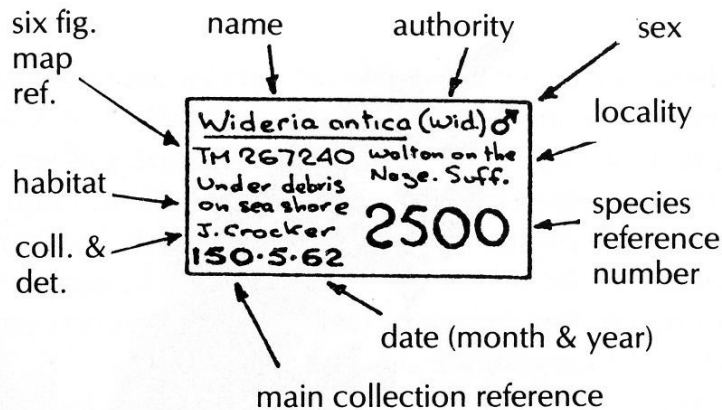 six fig.
map
ref.
name
authority
sex
Wideria antica (Wid) ♂
TM 267240
Walton on the
Naze. Suff.
Under debris
on sea shore
J. Crocker
150.5.62
2500
habitat
coll. &
det.
locality
species
reference
number
date (month & year)
main collection reference